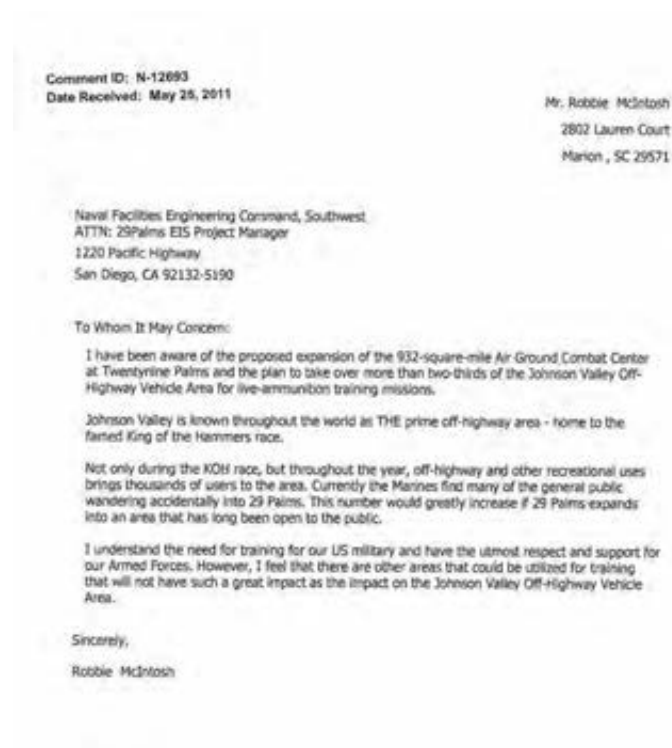 Comment ID: N-12693
Date Received: May 25, 2011
Mr. Robbie McIntosh
2802 Lauren Court
Marion , SC 29571
Naval Facilities Engineering Command, Southwest
ATTN: 29Palms EIS Project Manager
1220 Pacific Highway
San Diego, CA 92132-5190
To Whom It May Concern:
I have been aware of the proposed expansion of the 932-square-mile Air Ground Combat Center
at Twentynine Palms and the plan to take over more than two-thirds of the Johnson Valley Off-
Highway Vehicle Area for live-ammunition training missions.
Johnson Valley is known throughout the world as THE prime off-highway area - home to the
famed King of the Hammers race.
Not only during the KOH race, but throughout the year, off-highway and other recreational uses
brings thousands of users to the area. Currently the Marines find many of the general public
wandering accidentally into 29 Palms. This number would greatly increase if 29 Palms expands
into an area that has long been open to the public.
I understand the need for training for our US military and have the utmost respect and support for
our Armed Forces. However, I feel that there are other areas that could be utilized for training
that will not have such a great impact as the impact on the Johnson Valley Off-Highway Vehicle
Area.
Sincerely,
Robbie McIntosh